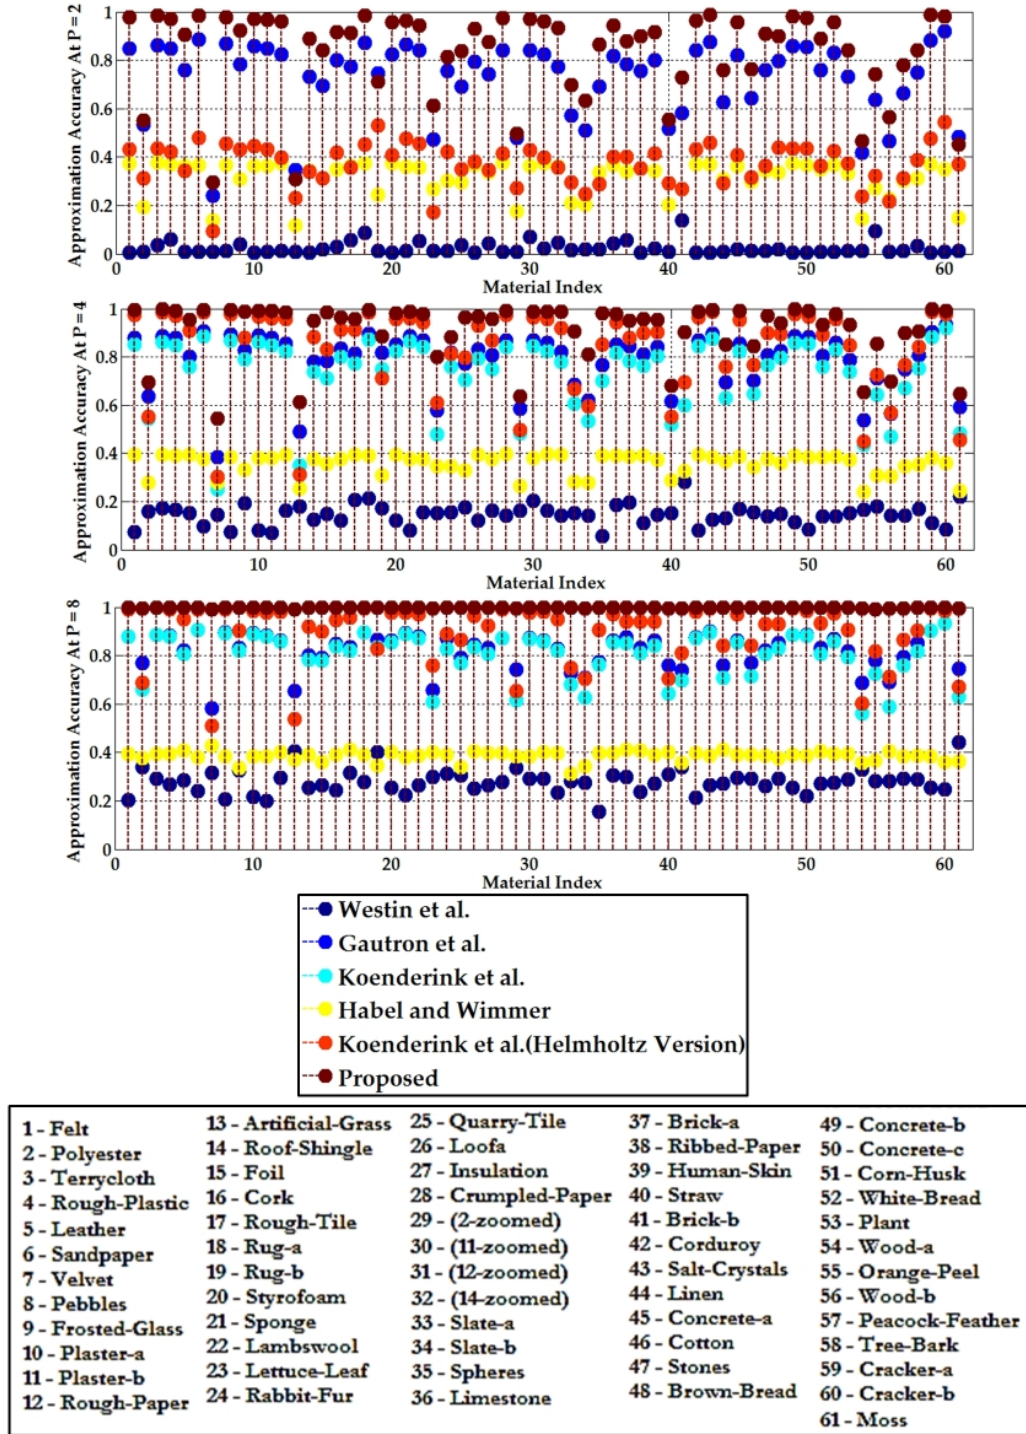 Approximation Accuracy At P = 2
1
0.8
0.6
0.4
0.2
0
0
10
20
30
40
50
60
Material Index
Approximation Accuracy At P = 4
1
0.8
0.6
0.4
0.2
0
0
10
20
30
40
50
60
Material Index
Approximation Accuracy At P = 8
1
0.8
0.6
0.4
0.2
0
0
10
20
30
40
50
60
Material Index
Westin et al.
Gautron et al.
Koenderink et al.
Habel and Wimmer
Koenderink et al.(Helmholtz Version)
Proposed
1 - Felt
2 - Polyester
3 - Terrycloth
4 - Rough-Plastic
5 - Leather
6 - Sandpaper
7 - Velvet
8 - Pebbles
9 - Frosted-Glass
10 - Plaster-a
11 - Plaster-b
12 - Rough-Paper
13 - Artificial-Grass
14 - Roof-Shingle
15 - Foil
16 - Cork
17 - Rough-Tile
18 - Rug-a
19 - Rug-b
20 - Styrofoam
21 - Sponge
22 - Lambswool
23 - Lettuce-Leaf
24 - Rabbit-Fur
25 - Quarry-Tile
26 - Loofa
27 - Insulation
28 - Crumpled-Paper
29 - (2-zoomed)
30 - (11-zoomed)
31 - (12-zoomed)
32 - (14-zoomed)
33 - Slate-a
34 - Slate-b
35 - Spheres
36 - Limestone
37 - Brick-a
38 - Ribbed-Paper
39 - Human-Skin
40 - Straw
41 - Brick-b
42 - Corduroy
43 - Salt-Crystals
44 - Linen
45 - Concrete-a
46 - Cotton
47 - Stones
48 - Brown-Bread
49 - Concrete-b
50 - Concrete-c
51 - Corn-Husk
52 - White-Bread
53 - Plant
54 - Wood-a
55 - Orange-Peel
56 - Wood-b
57 - Peacock-Feather
58 - Tree-Bark
59 - Cracker-a
60 - Cracker-b
61 - Moss